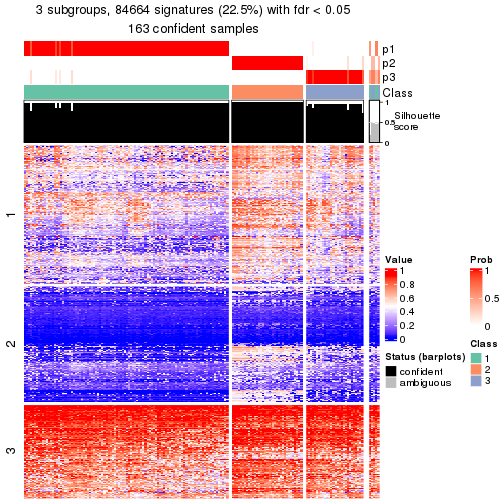 3 subgroups, 84664 signatures (22.5%) with fdr < 0.05
163 confident samples
p1
p2
p3
Class
1
0.5
0
Silhouette
score
1
2
3
Value
1
0.8
0.6
0.4
0.2
0
Prob
1
0.5
0
Status (barplots)
confident
ambiguous
Class
1
2
3